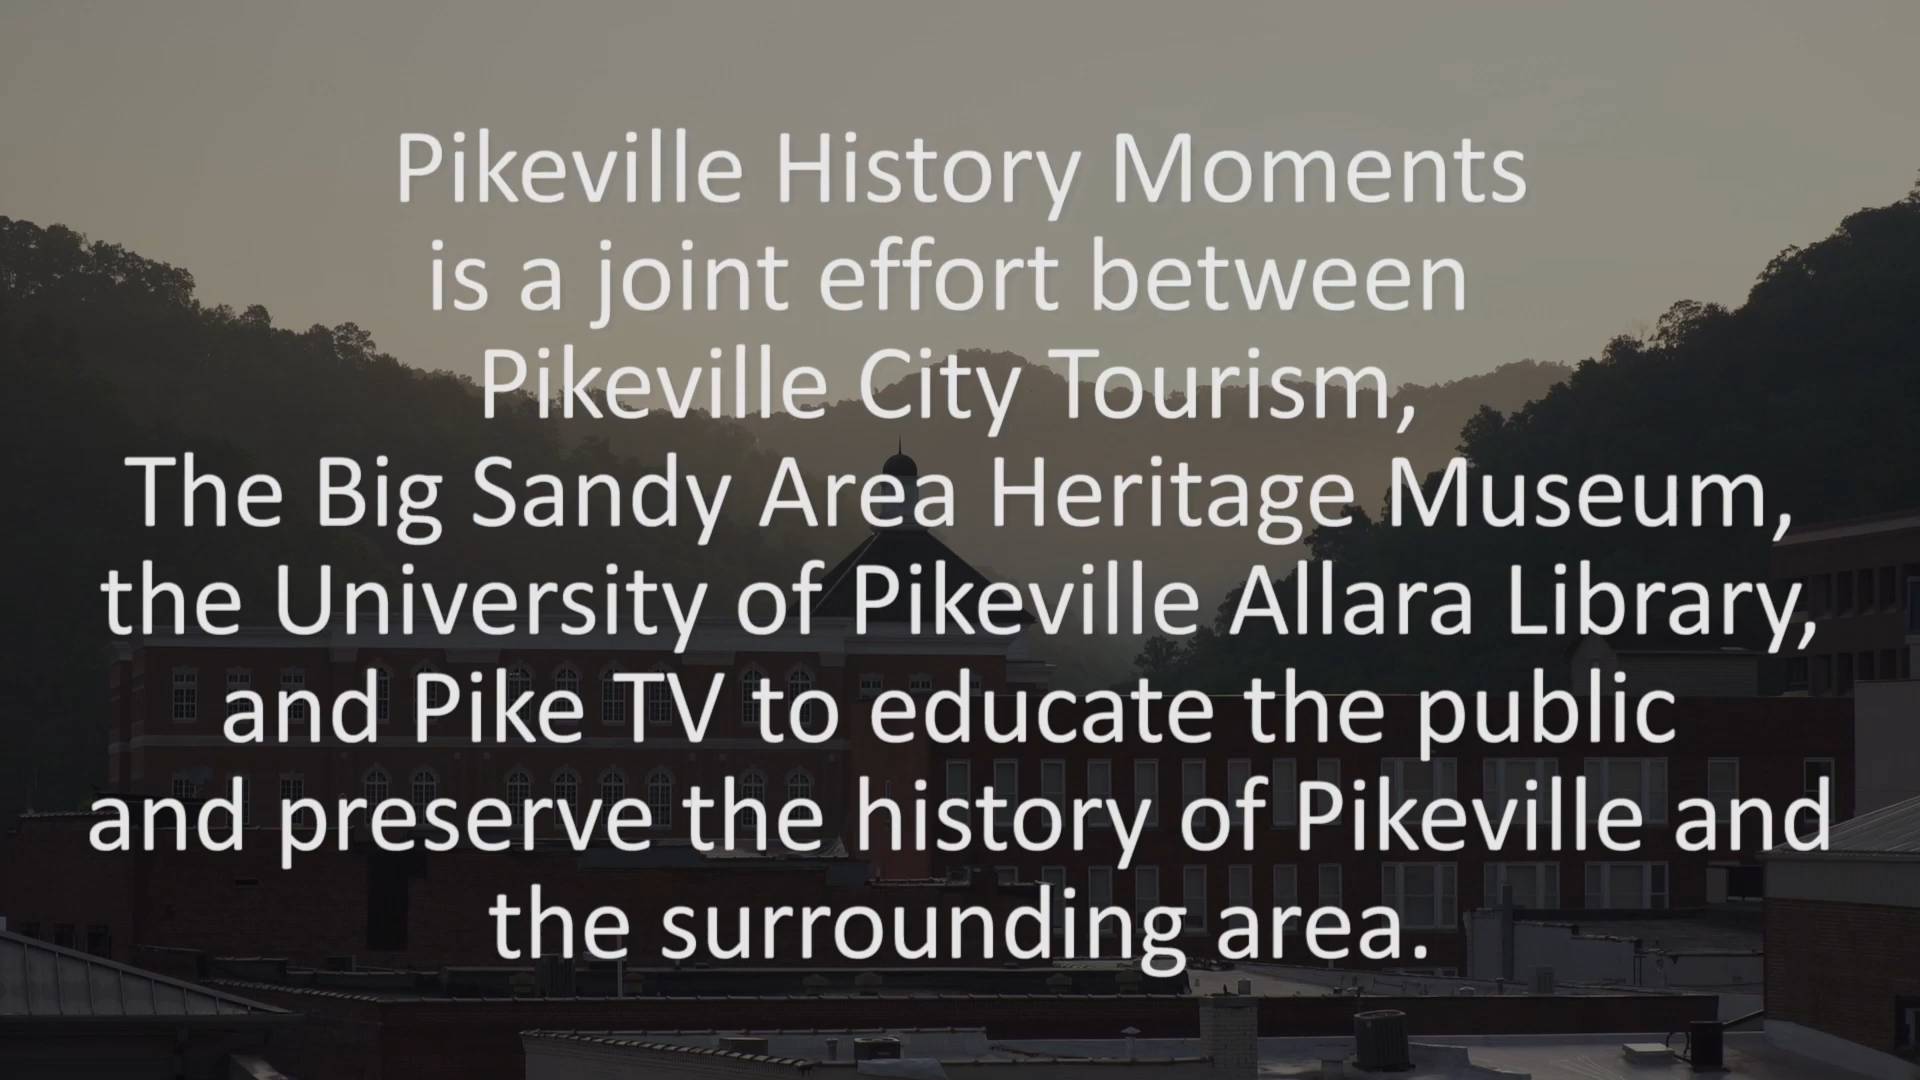 Pikeville History Moments
is a joint effort between
Pikeville City Tourism,
The Big Sandy Area Heritage Museum,
the University of Pikeville Allara Library,
and Pike TV to educate the public
and preserve the history of Pikeville and
the surrounding area.